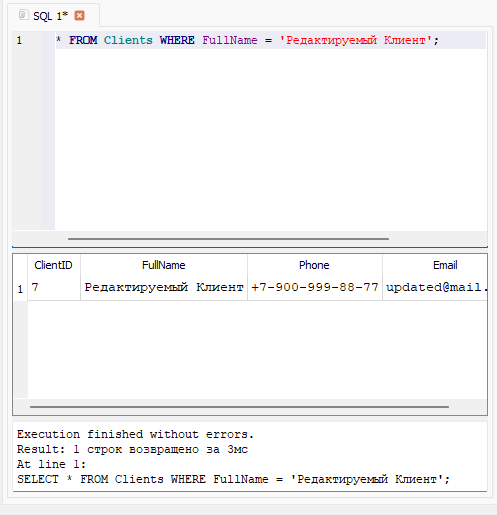 SQL 1*
1 * FROM Clients WHERE FullName = 'Редактируемый Клиент';
ClientID FullName Phone Email
1 7 Редактируемый Клиент +7-900-999-88-77 updated@mail.
Execution finished without errors.
Result: 1 строк возвращено за 3мс
At line 1:
SELECT * FROM Clients WHERE FullName = 'Редактируемый Клиент';